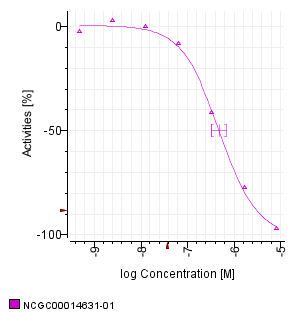 0
Activities [%]
-50
-100
-9
-8
-7
-6
-5
log Concentration [M]
NCGC00014631-01